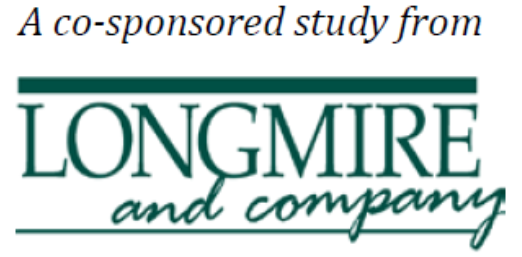 A co-sponsored study from
LONGMIRE
and company